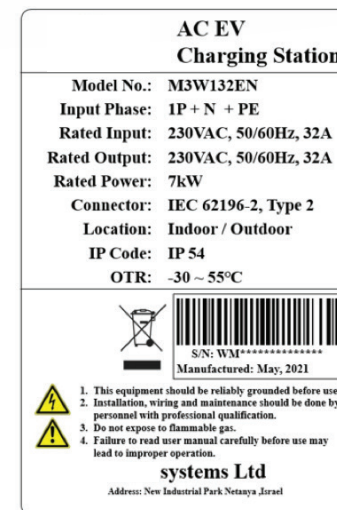 AC EV
Charging Station
Model No.: M3W132EN
Input Phase: 1P + N + PE
Rated Input: 230VAC, 50/60Hz, 32A
Rated Output: 230VAC, 50/60Hz, 32A
Rated Power: 7kW
Connector: IEC 62196-2, Type 2
Location: Indoor / Outdoor
IP Code: IP 54
OTR: -30 ~ 55°C
S/N: WM***************
Manufactured: May, 2021
1. This equipment should be reliably grounded before use
2. Installation, wiring and maintenance should be done by
personnel with professional qualification.
3. Do not expose to flammable gas.
4. Failure to read user manual carefully before use may
lead to improper operation.
systems Ltd
Address: New Industrial Park Netanya ,Israel